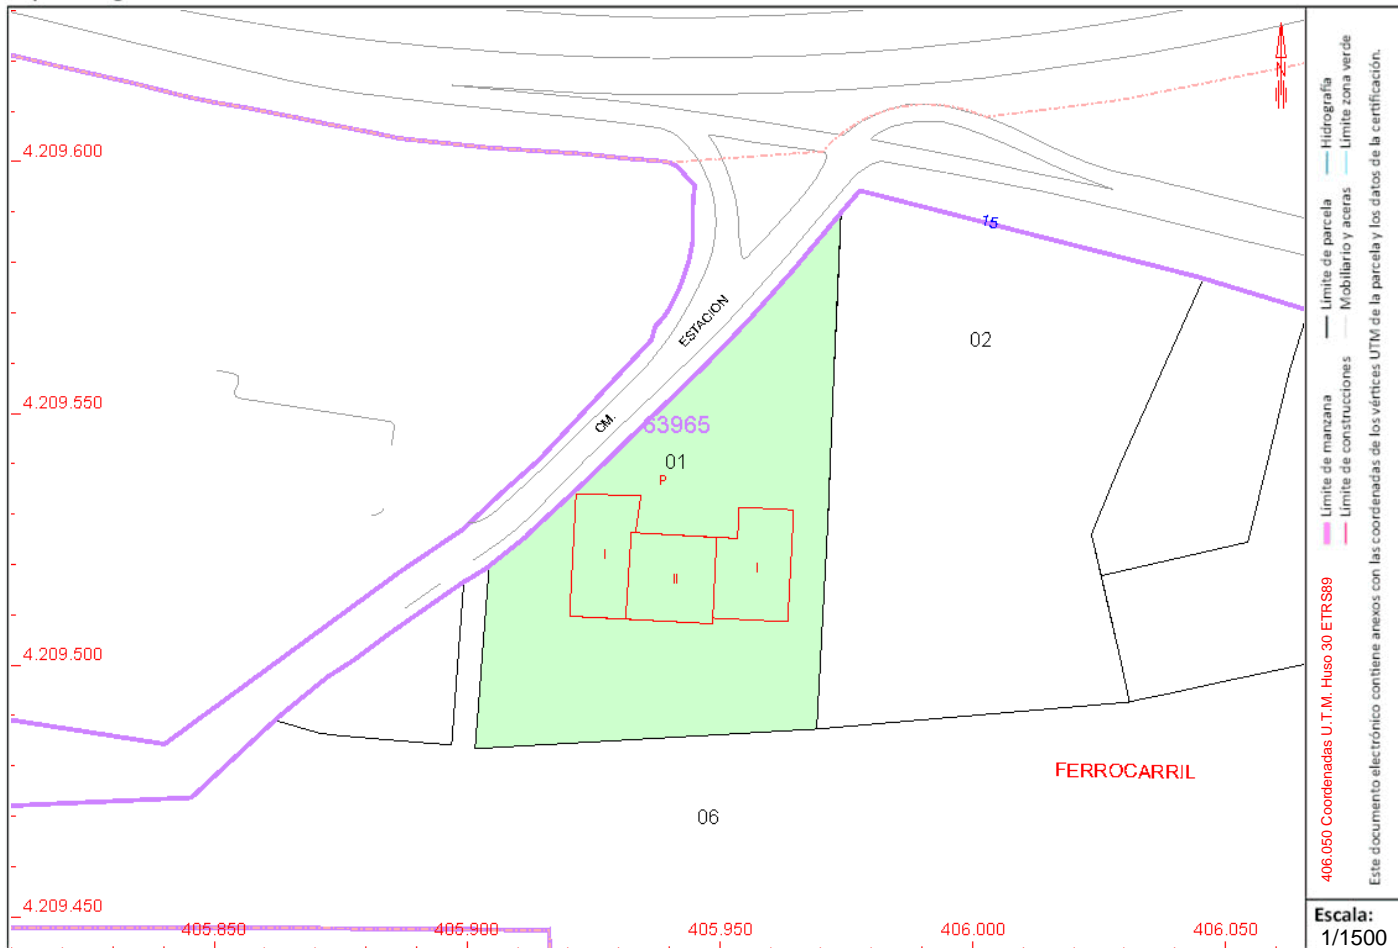 4.209.600
4.209.550
4.209.500
4.209.450
405.850
405.900
405.950
406.000
406.050
15
ESTACION
CM.
63965
01
P
I
II
I
02
06
FERROCARRIL
N
Límite de manzana
Límite de parcela
Hidrografía
Límite de construcciones
Mobiliario y aceras
Límite zona verde
406.050 Coordenadas U.T.M. Huso 30 ETRS89
Este documento electrónico contiene anexos con las coordenadas de los vértices UTM de la parcela y los datos de la certificación.
Escala:
1/1500